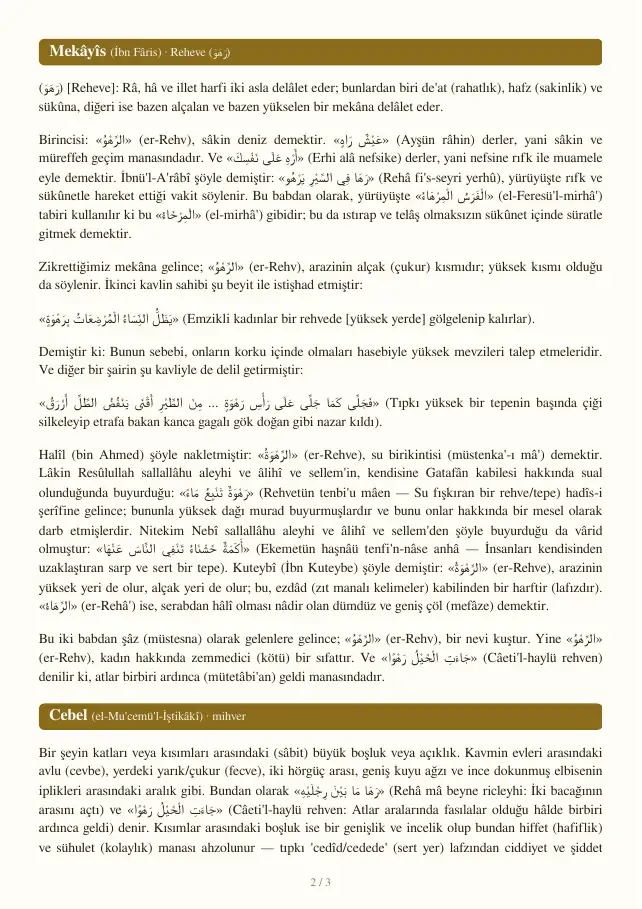 Mekâyîs (İbn Fâris) · Reheve (رَهَوَ)
(رَهَوَ) [Reheve]: Râ, hâ ve illet harfi iki asla delâlet eder; bunlardan biri de'at (rahatlık), hafz (sakinlik) ve
sükûna, diğeri ise bazen alçalan ve bazen yükselen bir mekâna delâlet eder.
Birincisi: «الرَّهْوُ» (er-Rehv), sâkin deniz demektir. «عَيْشٌ رَاهٍ» (Ayşün râhin) derler, yani sâkin ve
müreffeh geçim manasındadır. Ve «أَرْهِ عَلَى نَفْسِكَ» (Erhi alâ nefsike) derler, yani nefsine rıfk ile muamele
eyle demektir. İbnü'l-A'râbî şöyle demiştir: «رَهَا فِي السَّيْرِ يَرْهُو» (Rehâ fi's-seyri yerhû), yürüyüşte rıfk ve
sükûnetle hareket ettiği vakit söylenir. Bu babdan olarak, yürüyüşte «الْفَرَسُ الْمِرْهَاءُ» (el-Feresü'l-mirhâ')
tabiri kullanılır ki bu «الْمِرْخَاءُ» (el-mirhâ') gibidir; bu da ıstırap ve telâş olmaksızın sükûnet içinde süratle
gitmek demektir.
Zikrettiğimiz mekâna gelince; «الرَّهْوُ» (er-Rehv), arazinin alçak (çukur) kısmıdır; yüksek kısmı olduğu
da söylenir. İkinci kavlin sahibi şu beyit ile istişhad etmiştir:
«يَظَلُّ النِّسَاءُ الْمُرْضِعَاتُ بِرَهْوَةٍ» (Emzikli kadınlar bir rehvede [yüksek yerde] gölgelenip kalırlar).
Demiştir ki: Bunun sebebi, onların korku içinde olmaları hasebiyle yüksek mevzileri talep etmeleridir.
Ve diğer bir şairin şu kavliyle de delil getirmiştir:
«فَجَلَّى كَمَا جَلَّى عَلَى رَأْسِ رَهْوَةٍ ... مِنَ الطَّيْرِ أَقْنَى يَنْفُضُ الطَّلَّ أَزْرَقُ» (Tıpkı yüksek bir tepenin başında çiği
silkeleyip etrafa bakan kanca gagalı gök doğan gibi nazar kıldı).
Halîl (bin Ahmed) şöyle nakletmiştir: «الرَّهْوَةُ» (er-Rehve), su birikintisi (müstenka'-ı mâ') demektir.
Lâkin Resûlullah sallallâhu aleyhi ve âlihî ve sellem'in, kendisine Gatafân kabilesi hakkında sual
olunduğunda buyurduğu: «رَهْوَةٌ تَنْبِعُ مَاءً» (Rehvetün tenbi'u mâen — Su fışkıran bir rehve/tepe) hadîs-i
şerîfine gelince; bununla yüksek dağı murad buyurmuşlardır ve bunu onlar hakkında bir mesel olarak
darb etmişlerdir. Nitekim Nebî sallallâhu aleyhi ve âlihî ve sellem'den şöyle buyurduğu da vârid
olmuştur: «أَكَمَةٌ خَشْنَاءُ تَنْفِي النَّاسَ عَنْهَا» (Ekemetün haşnâü tenfi'n-nâse anhâ — İnsanları kendisinden
uzaklaştıran sarp ve sert bir tepe). Kuteybî (İbn Kuteybe) şöyle demiştir: «الرَّهْوَةُ» (er-Rehve), arazinin
yüksek yeri de olur, alçak yeri de olur; bu, ezdâd (zıt manalı kelimeler) kabilinden bir harftir (lafızdır).
«الرَّهَاءُ» (er-Rehâ') ise, serabdan hâlî olması nâdir olan dümdüz ve geniş çöl (mefâze) demektir.
Bu iki babdan şâz (müstesna) olarak gelenlere gelince; «الرَّهْوُ» (er-Rehv), bir nevi kuştur. Yine «الرَّهْوُ»
(er-Rehv), kadın hakkında zemmedici (kötü) bir sıfattır. Ve «جَاءَتِ الْخَيْلُ رَهْوًا» (Câeti'l-haylü rehven)
denilir ki, atlar birbiri ardınca (mütetâbi'an) geldi manasındadır.
Cebel (el-Mu'cemü'l-İştikâkî) · mihver
Bir şeyin katları veya kısımları arasındaki (sâbit) büyük boşluk veya açıklık. Kavmin evleri arasındaki
avlu (cevbe), yerdeki yarık/çukur (fecve), iki hörgüç arası, geniş kuyu ağzı ve ince dokunmuş elbisenin
iplikleri arasındaki aralık gibi. Bundan olarak «رَهَا مَا بَيْنَ رِجْلَيْهِ» (Rehâ mâ beyne ricleyhi: İki bacağının
arasını açtı) ve «جَاءَتِ الْخَيْلُ رَهْوًا» (Câeti'l-haylü rehven: Atlar aralarında fasılalar olduğu hâlde birbiri
ardınca geldi) denir. Kısımlar arasındaki boşluk ise bir genişlik ve incelik olup bundan hiffet (hafiflik)
ve sühulet (kolaylık) manası ahzolunur — tıpkı 'cedîd/cedede' (sert yer) lafzından ciddiyet ve şiddet
2 / 3